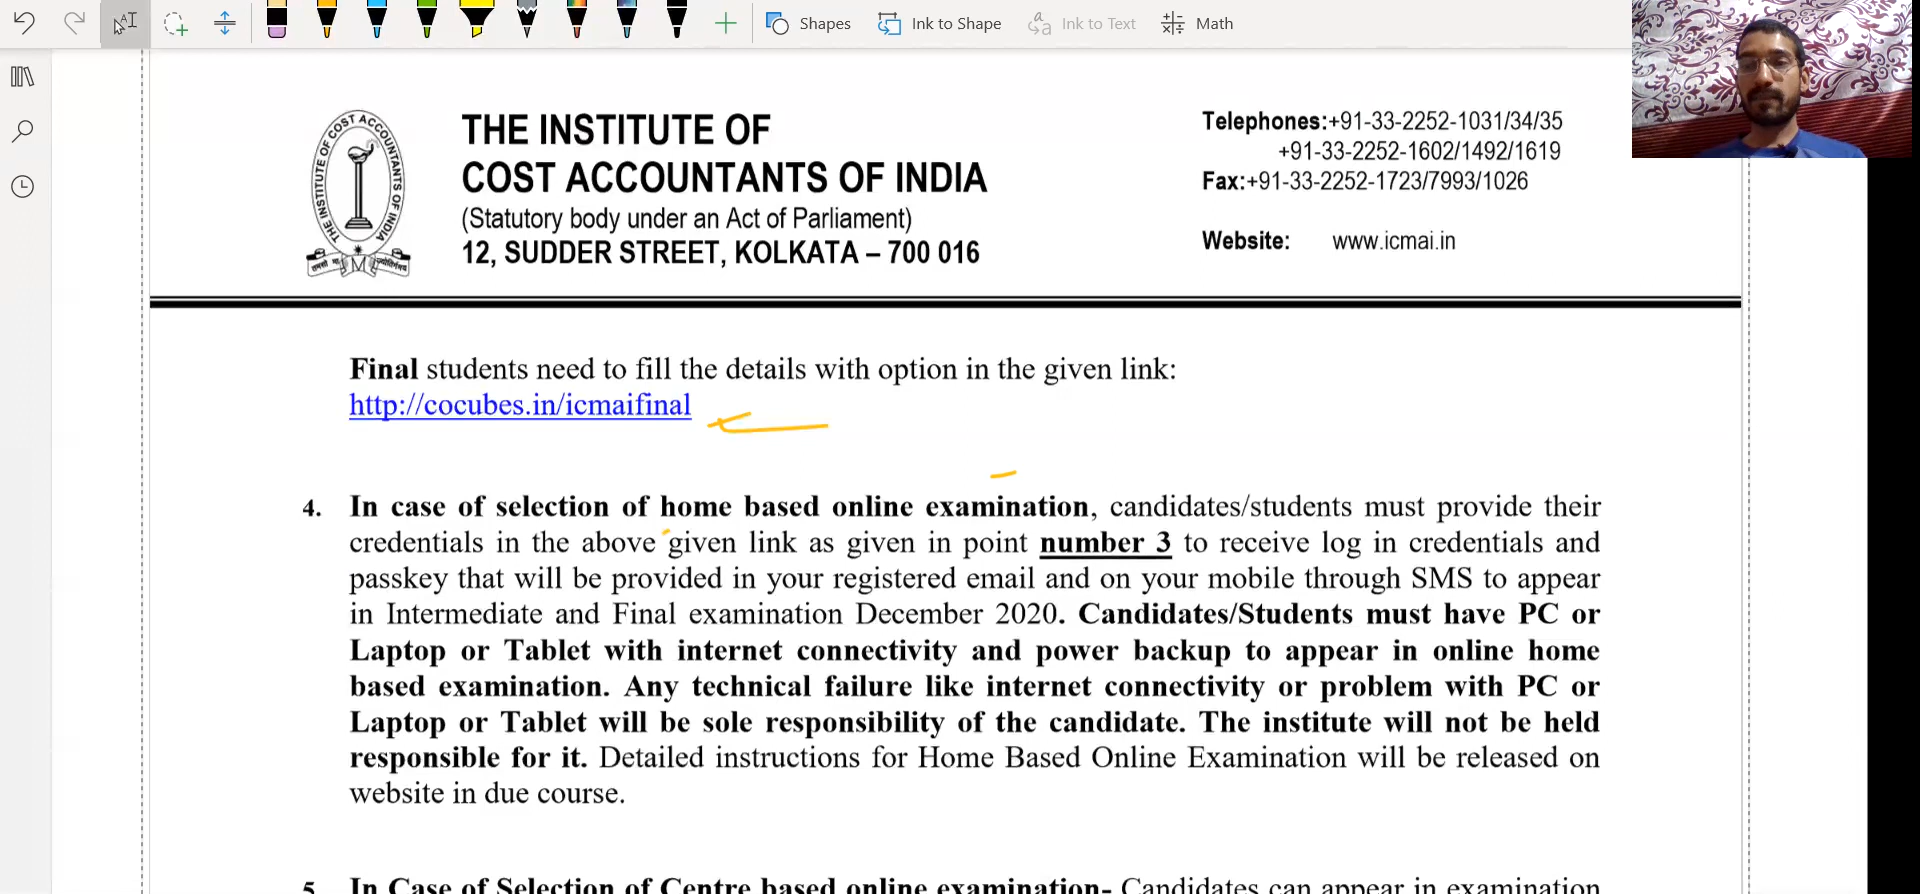 Shapes
Ink to Shape
Ink to Text
Math
THE INSTITUTE OF COST ACCOUNTANTS OF INDIA
तमसो मा
M
ज्योतिर्गमय
THE INSTITUTE OF
COST ACCOUNTANTS OF INDIA
(Statutory body under an Act of Parliament)
12, SUDDER STREET, KOLKATA – 700 016
Telephones:+91-33-2252-1031/34/35
+91-33-2252-1602/1492/1619
Fax:+91-33-2252-1723/7993/1026
Website: www.icmai.in
Final students need to fill the details with option in the given link:
http://cocubes.in/icmaifinal
4. In case of selection of home based online examination, candidates/students must provide their
credentials in the above given link as given in point number 3 to receive log in credentials and
passkey that will be provided in your registered email and on your mobile through SMS to appear
in Intermediate and Final examination December 2020. Candidates/Students must have PC or
Laptop or Tablet with internet connectivity and power backup to appear in online home
based examination. Any technical failure like internet connectivity or problem with PC or
Laptop or Tablet will be sole responsibility of the candidate. The institute will not be held
responsible for it. Detailed instructions for Home Based Online Examination will be released on
website in due course.
5. In Case of Selection of Centre based online examination- Candidates can appear in examination